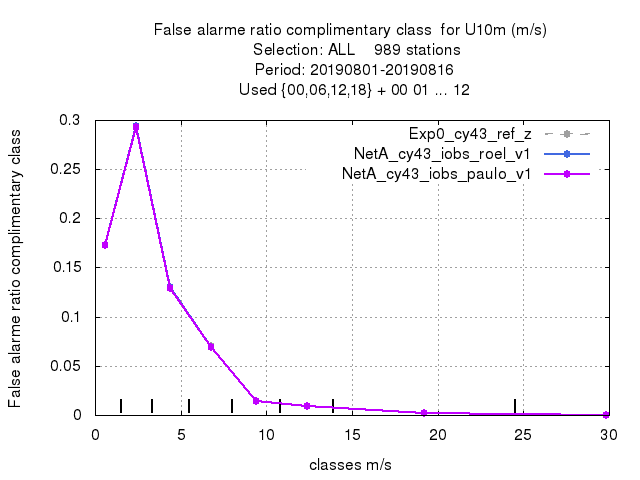 False alarme ratio complimentary class  for U10m (m/s)
Selection: ALL    989 stations
Period: 20190801-20190816
Used {00,06,12,18} + 00 01 ... 12
Exp0_cy43_ref_z
NetA_cy43_iobs_roel_v1
NetA_cy43_iobs_paulo_v1
False alarme ratio complimentary class
0.3
0.25
0.2
0.15
0.1
0.05
0
0 5 10 15 20 25 30
classes m/s